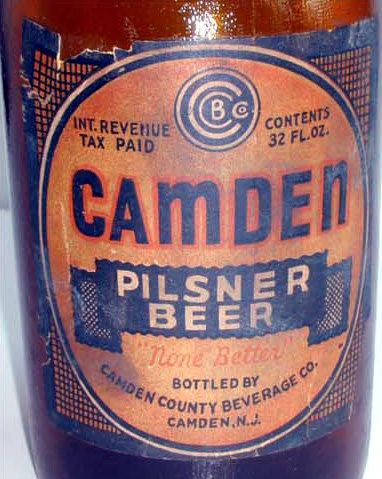 C C B Co
INT. REVENUE
TAX PAID
CONTENTS
32 FL. OZ.
CAMDEN
PILSNER
BEER
"None Better"
BOTTLED BY
CAMDEN COUNTY BEVERAGE CO.
CAMDEN, N.J.